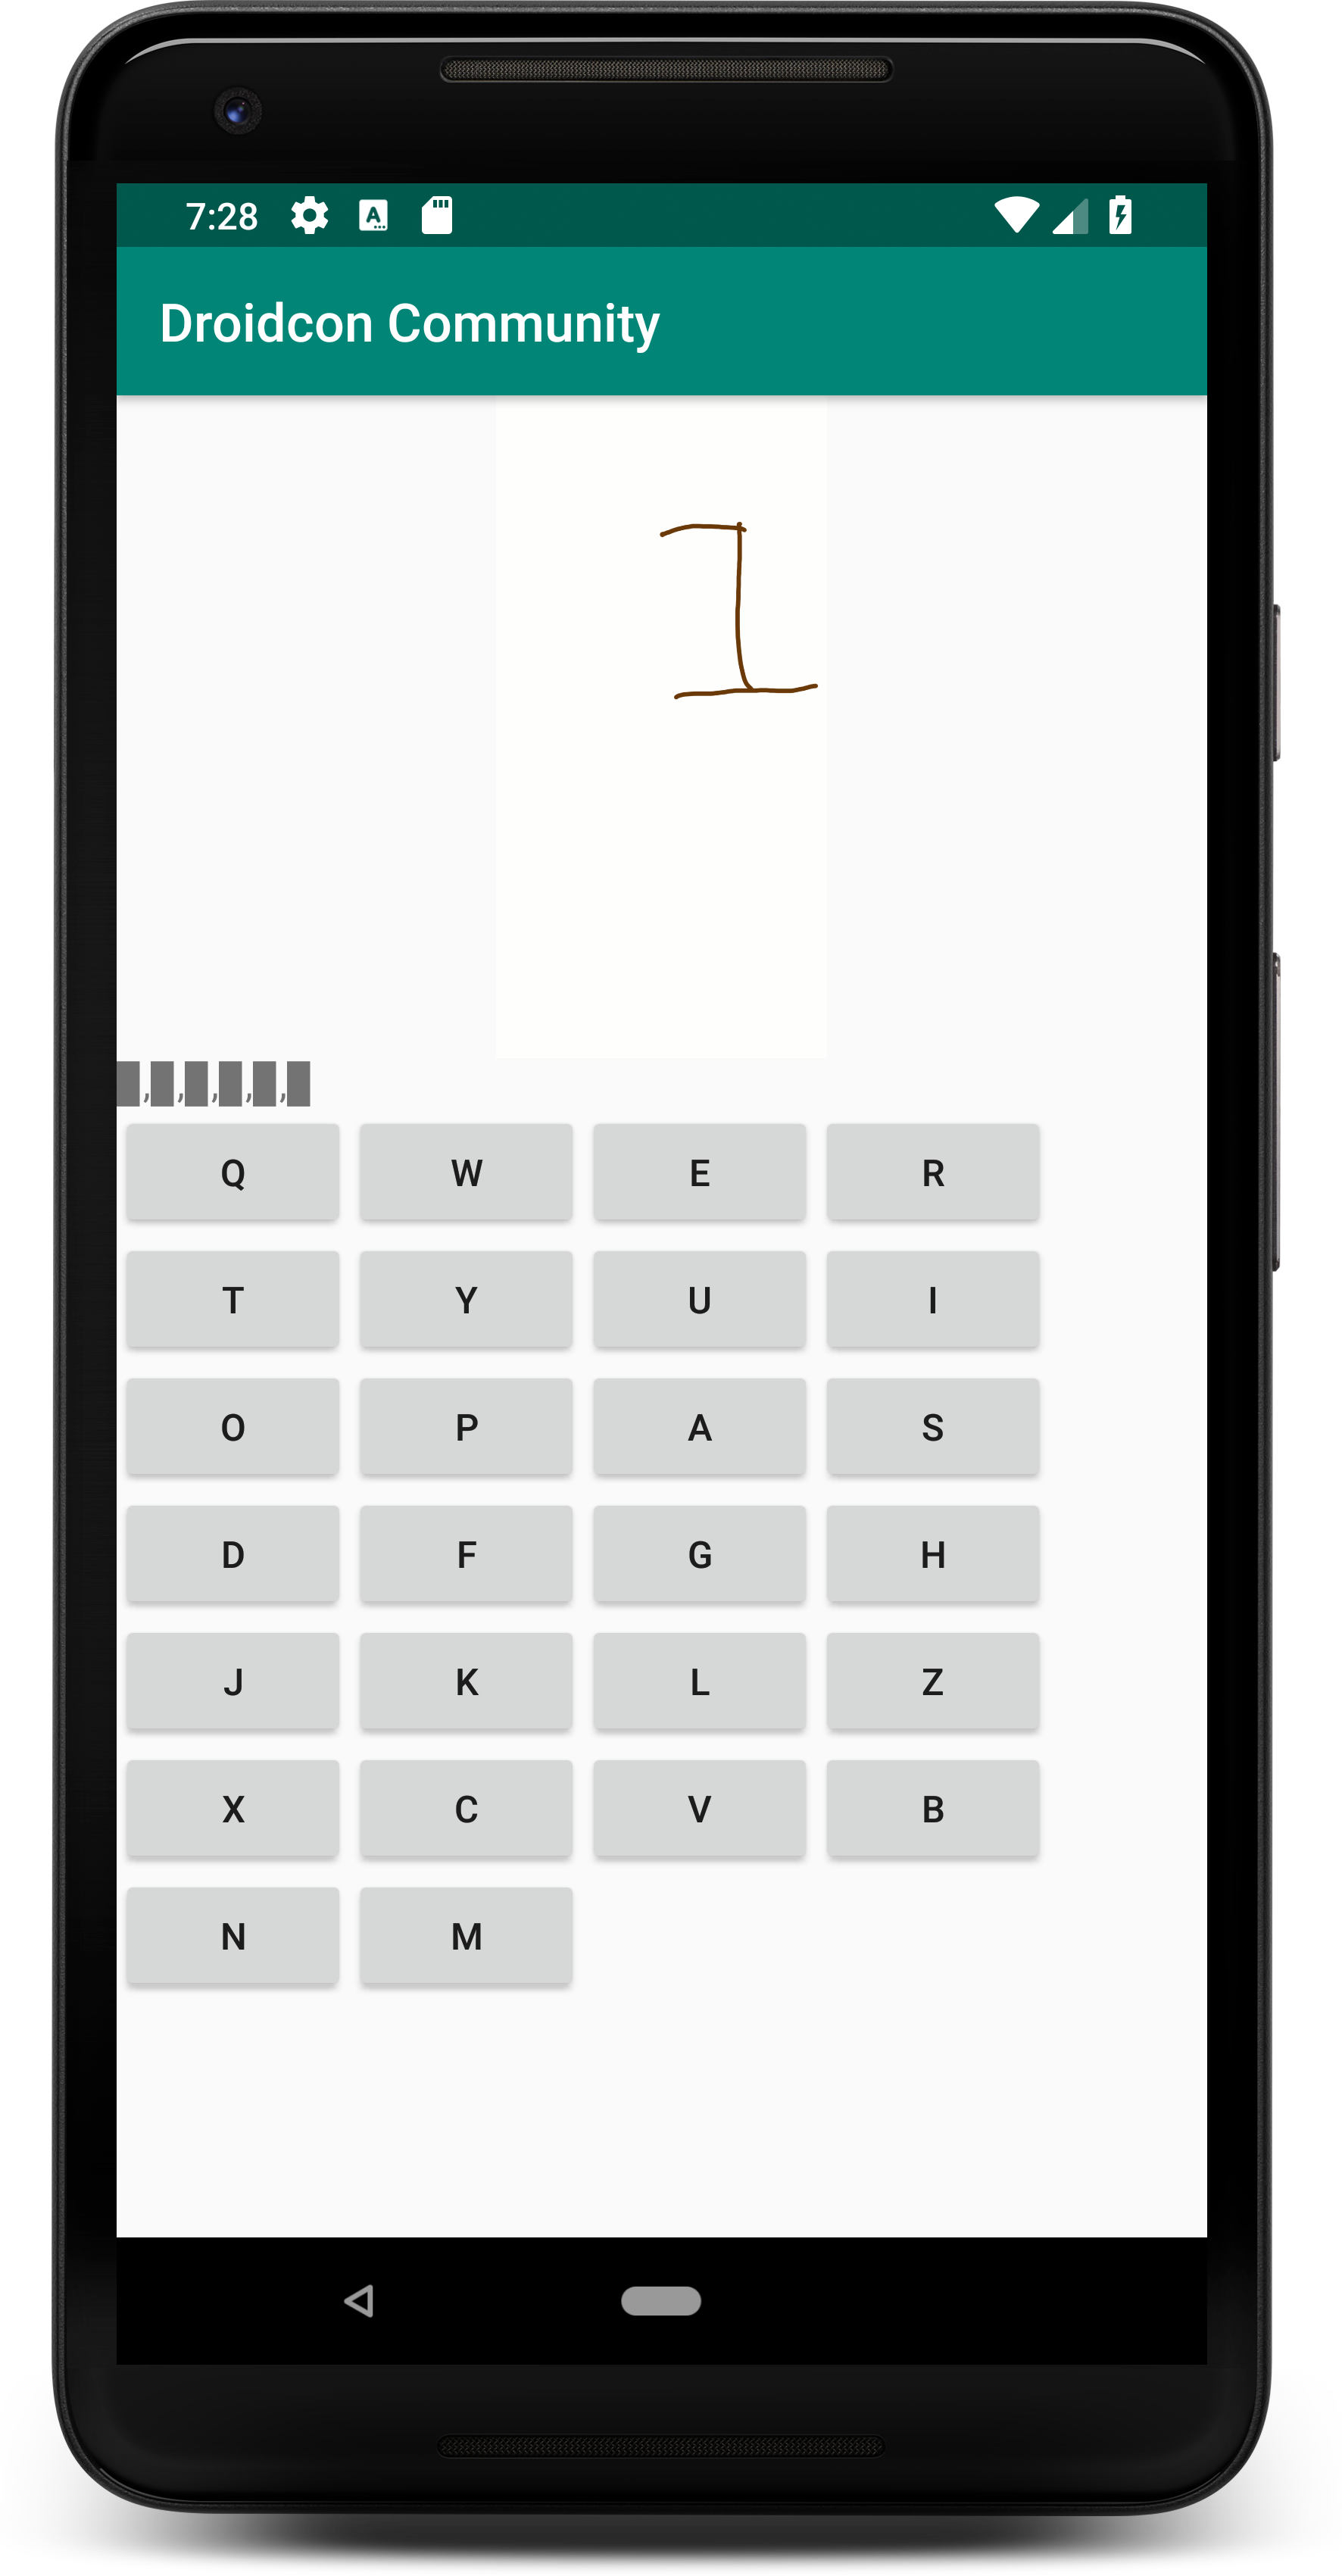 7:28
Droidcon Community
█,█,█,█,█,█
Q W E R
T Y U I
O P A S
D F G H
J K L Z
X C V B
N M